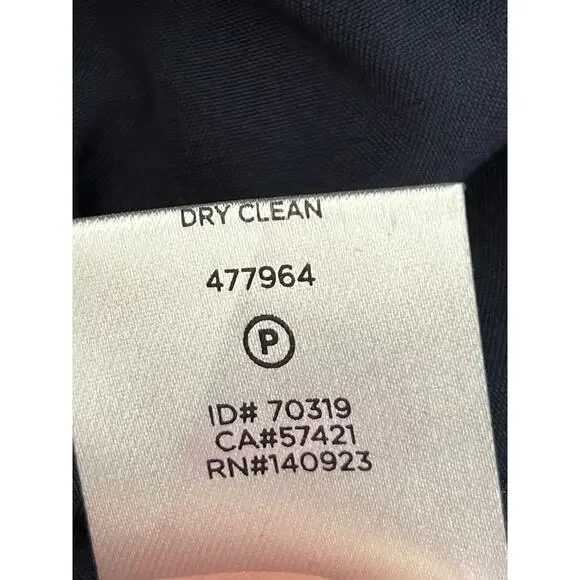 DRY CLEAN
477964
P
ID# 70319
CA#57421
RN#140923